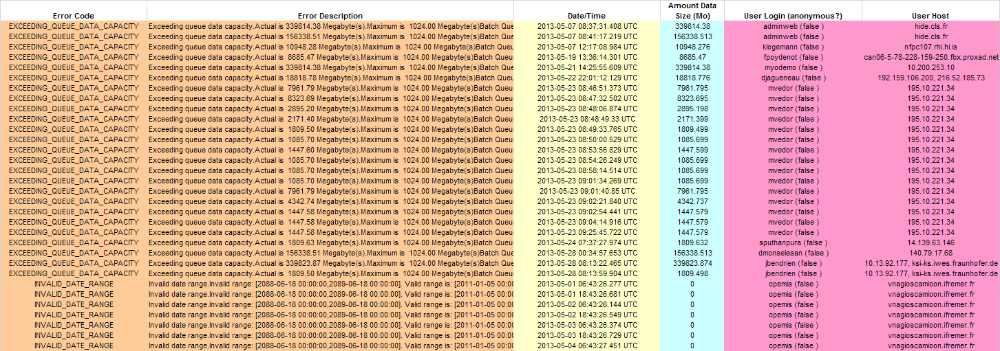 Error Code Error Description Date/Time Amount Data Size (Mo) User Login (anonymous?) User Host
EXCEEDING_QUEUE_DATA_CAPACITY Exceeding queue data capacity.Actual is 339814.38 Megabyte(s).Maximum is 1024.00 Megabyte(s)Batch Queu 2013-05-07 08:37:31.408 UTC 339814.38 adminweb (false ) hide.cls.fr
EXCEEDING_QUEUE_DATA_CAPACITY Exceeding queue data capacity.Actual is 156338.51 Megabyte(s).Maximum is 1024.00 Megabyte(s)Batch Queu 2013-05-07 08:41:17.219 UTC 156338.513 adminweb (false ) hide.cls.fr
EXCEEDING_QUEUE_DATA_CAPACITY Exceeding queue data capacity.Actual is 10948.28 Megabyte(s).Maximum is 1024.00 Megabyte(s)Batch Queu 2013-05-07 12:17:08.984 UTC 10948.276 klogemann (false ) nfpc107.rhi.hi.is
EXCEEDING_QUEUE_DATA_CAPACITY Exceeding queue data capacity.Actual is 8685.47 Megabyte(s).Maximum is 1024.00 Megabyte(s)Batch Queu 2013-05-19 13:36:14.301 UTC 8685.47 fpoydenot (false ) can06-5-78-228-159-250.fbx.proxad.net
EXCEEDING_QUEUE_DATA_CAPACITY Exceeding queue data capacity.Actual is 339814.38 Megabyte(s).Maximum is 1024.00 Megabyte(s)Batch Queu 2013-05-21 14:25:55.609 UTC 339814.38 myodemo (false ) 10.200.253.10
EXCEEDING_QUEUE_DATA_CAPACITY Exceeding queue data capacity.Actual is 18818.78 Megabyte(s).Maximum is 1024.00 Megabyte(s)Batch Queu 2013-05-22 22:01:12.129 UTC 18818.776 djagueneau (false ) 192.159.106.200, 216.52.185.73
EXCEEDING_QUEUE_DATA_CAPACITY Exceeding queue data capacity.Actual is 7961.79 Megabyte(s).Maximum is 1024.00 Megabyte(s)Batch Queu 2013-05-23 08:46:51.373 UTC 7961.795 mvedor (false ) 195.10.221.34
EXCEEDING_QUEUE_DATA_CAPACITY Exceeding queue data capacity.Actual is 8323.69 Megabyte(s).Maximum is 1024.00 Megabyte(s)Batch Queu 2013-05-23 08:47:32.502 UTC 8323.695 mvedor (false ) 195.10.221.34
EXCEEDING_QUEUE_DATA_CAPACITY Exceeding queue data capacity.Actual is 2895.20 Megabyte(s).Maximum is 1024.00 Megabyte(s)Batch Queu 2013-05-23 08:48:06.874 UTC 2895.198 mvedor (false ) 195.10.221.34
EXCEEDING_QUEUE_DATA_CAPACITY Exceeding queue data capacity.Actual is 2171.40 Megabyte(s).Maximum is 1024.00 Megabyte(s)Batch Queu 2013-05-23 08:48:49.33 UTC 2171.399 mvedor (false ) 195.10.221.34
EXCEEDING_QUEUE_DATA_CAPACITY Exceeding queue data capacity.Actual is 1809.50 Megabyte(s).Maximum is 1024.00 Megabyte(s)Batch Queu 2013-05-23 08:49:33.765 UTC 1809.499 mvedor (false ) 195.10.221.34
EXCEEDING_QUEUE_DATA_CAPACITY Exceeding queue data capacity.Actual is 1085.70 Megabyte(s).Maximum is 1024.00 Megabyte(s)Batch Queu 2013-05-23 08:50:00.529 UTC 1085.699 mvedor (false ) 195.10.221.34
EXCEEDING_QUEUE_DATA_CAPACITY Exceeding queue data capacity.Actual is 1447.60 Megabyte(s).Maximum is 1024.00 Megabyte(s)Batch Queu 2013-05-23 08:53:56.829 UTC 1447.599 mvedor (false ) 195.10.221.34
EXCEEDING_QUEUE_DATA_CAPACITY Exceeding queue data capacity.Actual is 1085.70 Megabyte(s).Maximum is 1024.00 Megabyte(s)Batch Queu 2013-05-23 08:54:26.249 UTC 1085.699 mvedor (false ) 195.10.221.34
EXCEEDING_QUEUE_DATA_CAPACITY Exceeding queue data capacity.Actual is 1085.70 Megabyte(s).Maximum is 1024.00 Megabyte(s)Batch Queu 2013-05-23 08:58:14.514 UTC 1085.699 mvedor (false ) 195.10.221.34
EXCEEDING_QUEUE_DATA_CAPACITY Exceeding queue data capacity.Actual is 1085.70 Megabyte(s).Maximum is 1024.00 Megabyte(s)Batch Queu 2013-05-23 09:01:34.269 UTC 1085.699 mvedor (false ) 195.10.221.34
EXCEEDING_QUEUE_DATA_CAPACITY Exceeding queue data capacity.Actual is 7961.79 Megabyte(s).Maximum is 1024.00 Megabyte(s)Batch Queu 2013-05-23 09:01:40.85 UTC 7961.795 mvedor (false ) 195.10.221.34
EXCEEDING_QUEUE_DATA_CAPACITY Exceeding queue data capacity.Actual is 4342.74 Megabyte(s).Maximum is 1024.00 Megabyte(s)Batch Queu 2013-05-23 09:02:21.840 UTC 4342.737 mvedor (false ) 195.10.221.34
EXCEEDING_QUEUE_DATA_CAPACITY Exceeding queue data capacity.Actual is 1447.58 Megabyte(s).Maximum is 1024.00 Megabyte(s)Batch Queu 2013-05-23 09:02:54.441 UTC 1447.579 mvedor (false ) 195.10.221.34
EXCEEDING_QUEUE_DATA_CAPACITY Exceeding queue data capacity.Actual is 1447.58 Megabyte(s).Maximum is 1024.00 Megabyte(s)Batch Queu 2013-05-23 09:04:14.916 UTC 1447.579 mvedor (false ) 195.10.221.34
EXCEEDING_QUEUE_DATA_CAPACITY Exceeding queue data capacity.Actual is 1447.58 Megabyte(s).Maximum is 1024.00 Megabyte(s)Batch Queu 2013-05-23 09:25:45.722 UTC 1447.579 mvedor (false ) 195.10.221.34
EXCEEDING_QUEUE_DATA_CAPACITY Exceeding queue data capacity.Actual is 1809.63 Megabyte(s).Maximum is 1024.00 Megabyte(s)Batch Queu 2013-05-24 07:37:27.974 UTC 1809.632 sputhanpura (false ) 14.139.63.146
EXCEEDING_QUEUE_DATA_CAPACITY Exceeding queue data capacity.Actual is 156338.51 Megabyte(s).Maximum is 1024.00 Megabyte(s)Batch Queu 2013-05-28 00:34:57.653 UTC 156338.513 dmonselesan (false ) 140.79.17.68
EXCEEDING_QUEUE_DATA_CAPACITY Exceeding queue data capacity.Actual is 339823.87 Megabyte(s).Maximum is 1024.00 Megabyte(s)Batch Queu 2013-05-28 08:13:22.465 UTC 339823.874 jbendrien (false ) 10.13.92.177, ksi-ks.iwes.fraunhofer.de
EXCEEDING_QUEUE_DATA_CAPACITY Exceeding queue data capacity.Actual is 1809.50 Megabyte(s).Maximum is 1024.00 Megabyte(s)Batch Queu 2013-05-28 08:13:59.904 UTC 1809.498 jbendrien (false ) 10.13.92.177, ksi-ks.iwes.fraunhofer.de
INVALID_DATE_RANGE Invalid date range.Invalid range: [2088-06-18 00:00:00,2089-06-18 00:00:00]. Valid range is: [2011-01-05 00:00 2013-05-01 06:43:26.277 UTC 0 opemis (false ) vnagioscamioon.ifremer.fr
INVALID_DATE_RANGE Invalid date range.Invalid range: [2088-06-18 00:00:00,2089-06-18 00:00:00]. Valid range is: [2011-01-05 00:00 2013-05-01 18:43:26.681 UTC 0 opemis (false ) vnagioscamioon.ifremer.fr
INVALID_DATE_RANGE Invalid date range.Invalid range: [2088-06-18 00:00:00,2089-06-18 00:00:00]. Valid range is: [2011-01-05 00:00 2013-05-02 06:43:26.144 UTC 0 opemis (false ) vnagioscamioon.ifremer.fr
INVALID_DATE_RANGE Invalid date range.Invalid range: [2088-06-18 00:00:00,2089-06-18 00:00:00]. Valid range is: [2011-01-05 00:00 2013-05-02 18:43:26.549 UTC 0 opemis (false ) vnagioscamioon.ifremer.fr
INVALID_DATE_RANGE Invalid date range.Invalid range: [2088-06-18 00:00:00,2089-06-18 00:00:00]. Valid range is: [2011-01-05 00:00 2013-05-03 06:43:26.374 UTC 0 opemis (false ) vnagioscamioon.ifremer.fr
INVALID_DATE_RANGE Invalid date range.Invalid range: [2088-06-18 00:00:00,2089-06-18 00:00:00]. Valid range is: [2011-01-05 00:00 2013-05-03 18:43:26.729 UTC 0 opemis (false ) vnagioscamioon.ifremer.fr
INVALID_DATE_RANGE Invalid date range.Invalid range: [2088-06-18 00:00:00,2089-06-18 00:00:00]. Valid range is: [2011-01-05 00:00 2013-05-04 06:43:27.451 UTC 0 opemis (false ) vnagioscamioon.ifremer.fr